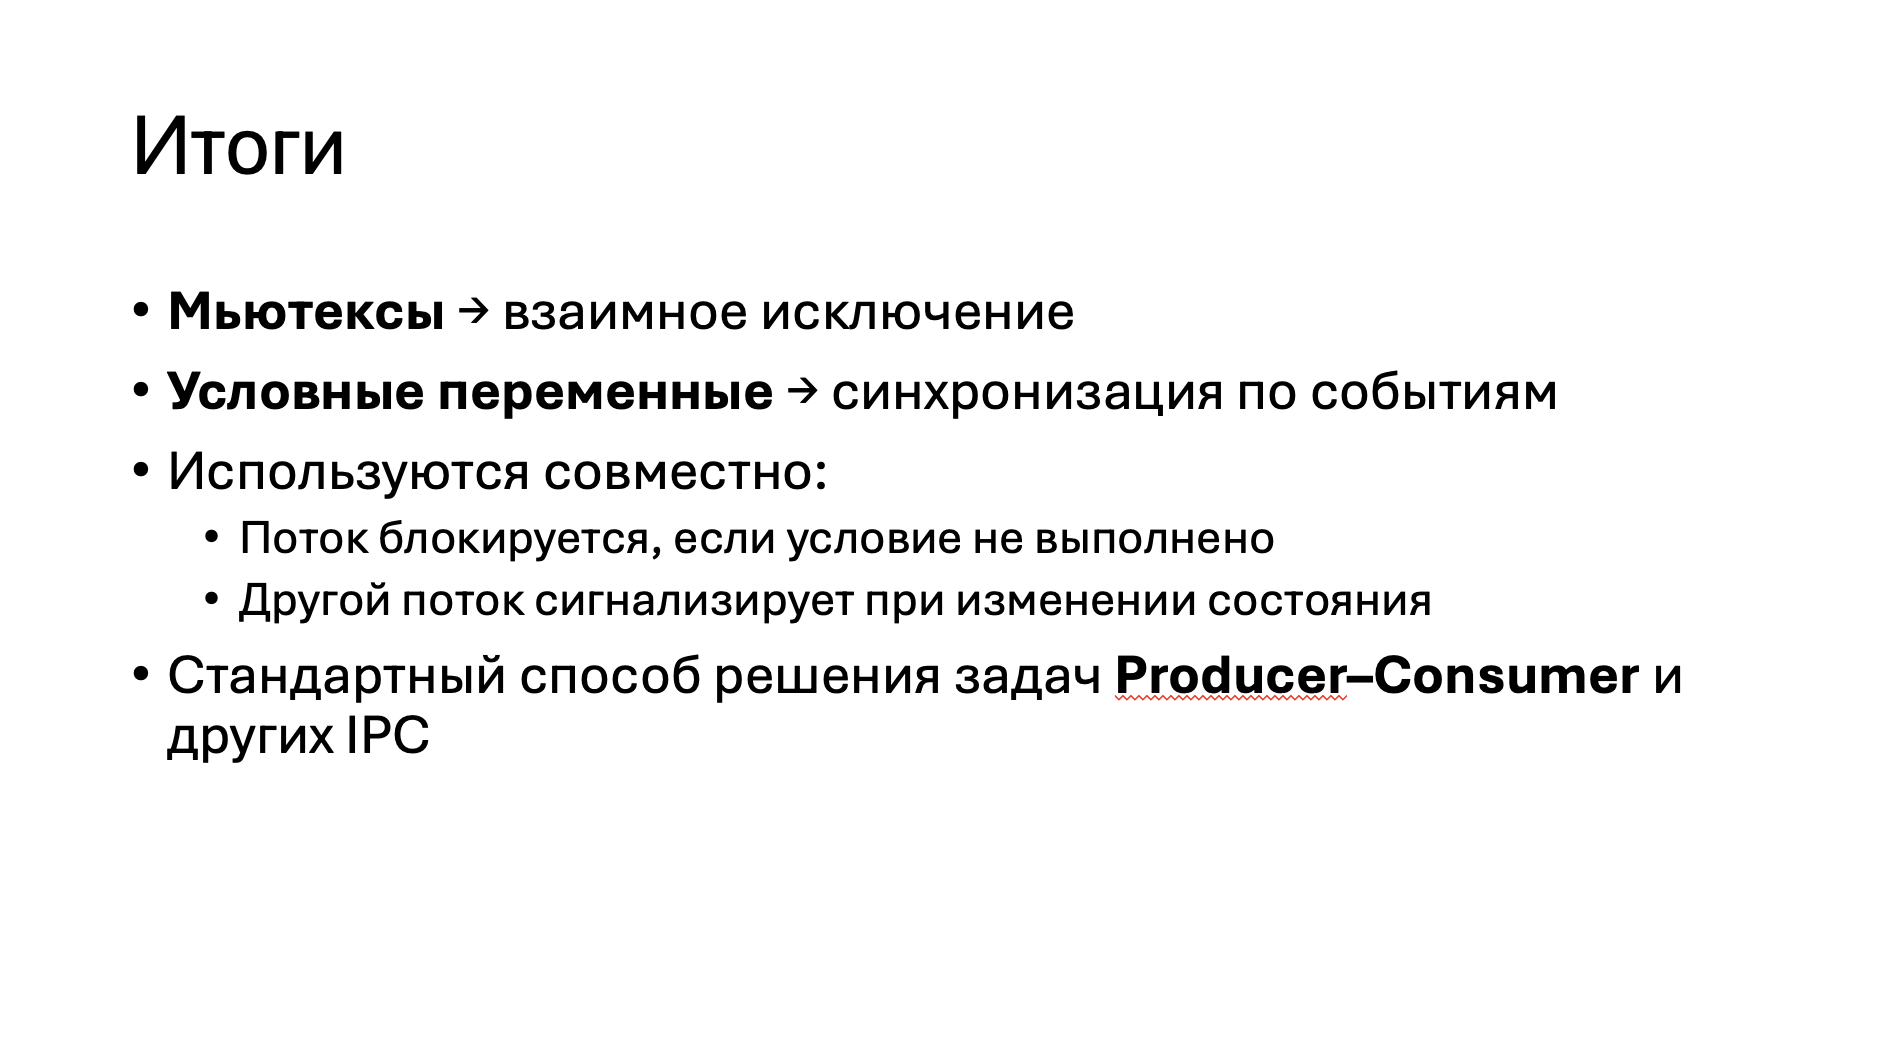 Итоги
• Мьютексы → взаимное исключение
• Условные переменные → синхронизация по событиям
• Используются совместно:
• Поток блокируется, если условие не выполнено
• Другой поток сигнализирует при изменении состояния
• Стандартный способ решения задач Producer–Consumer и
других IPC